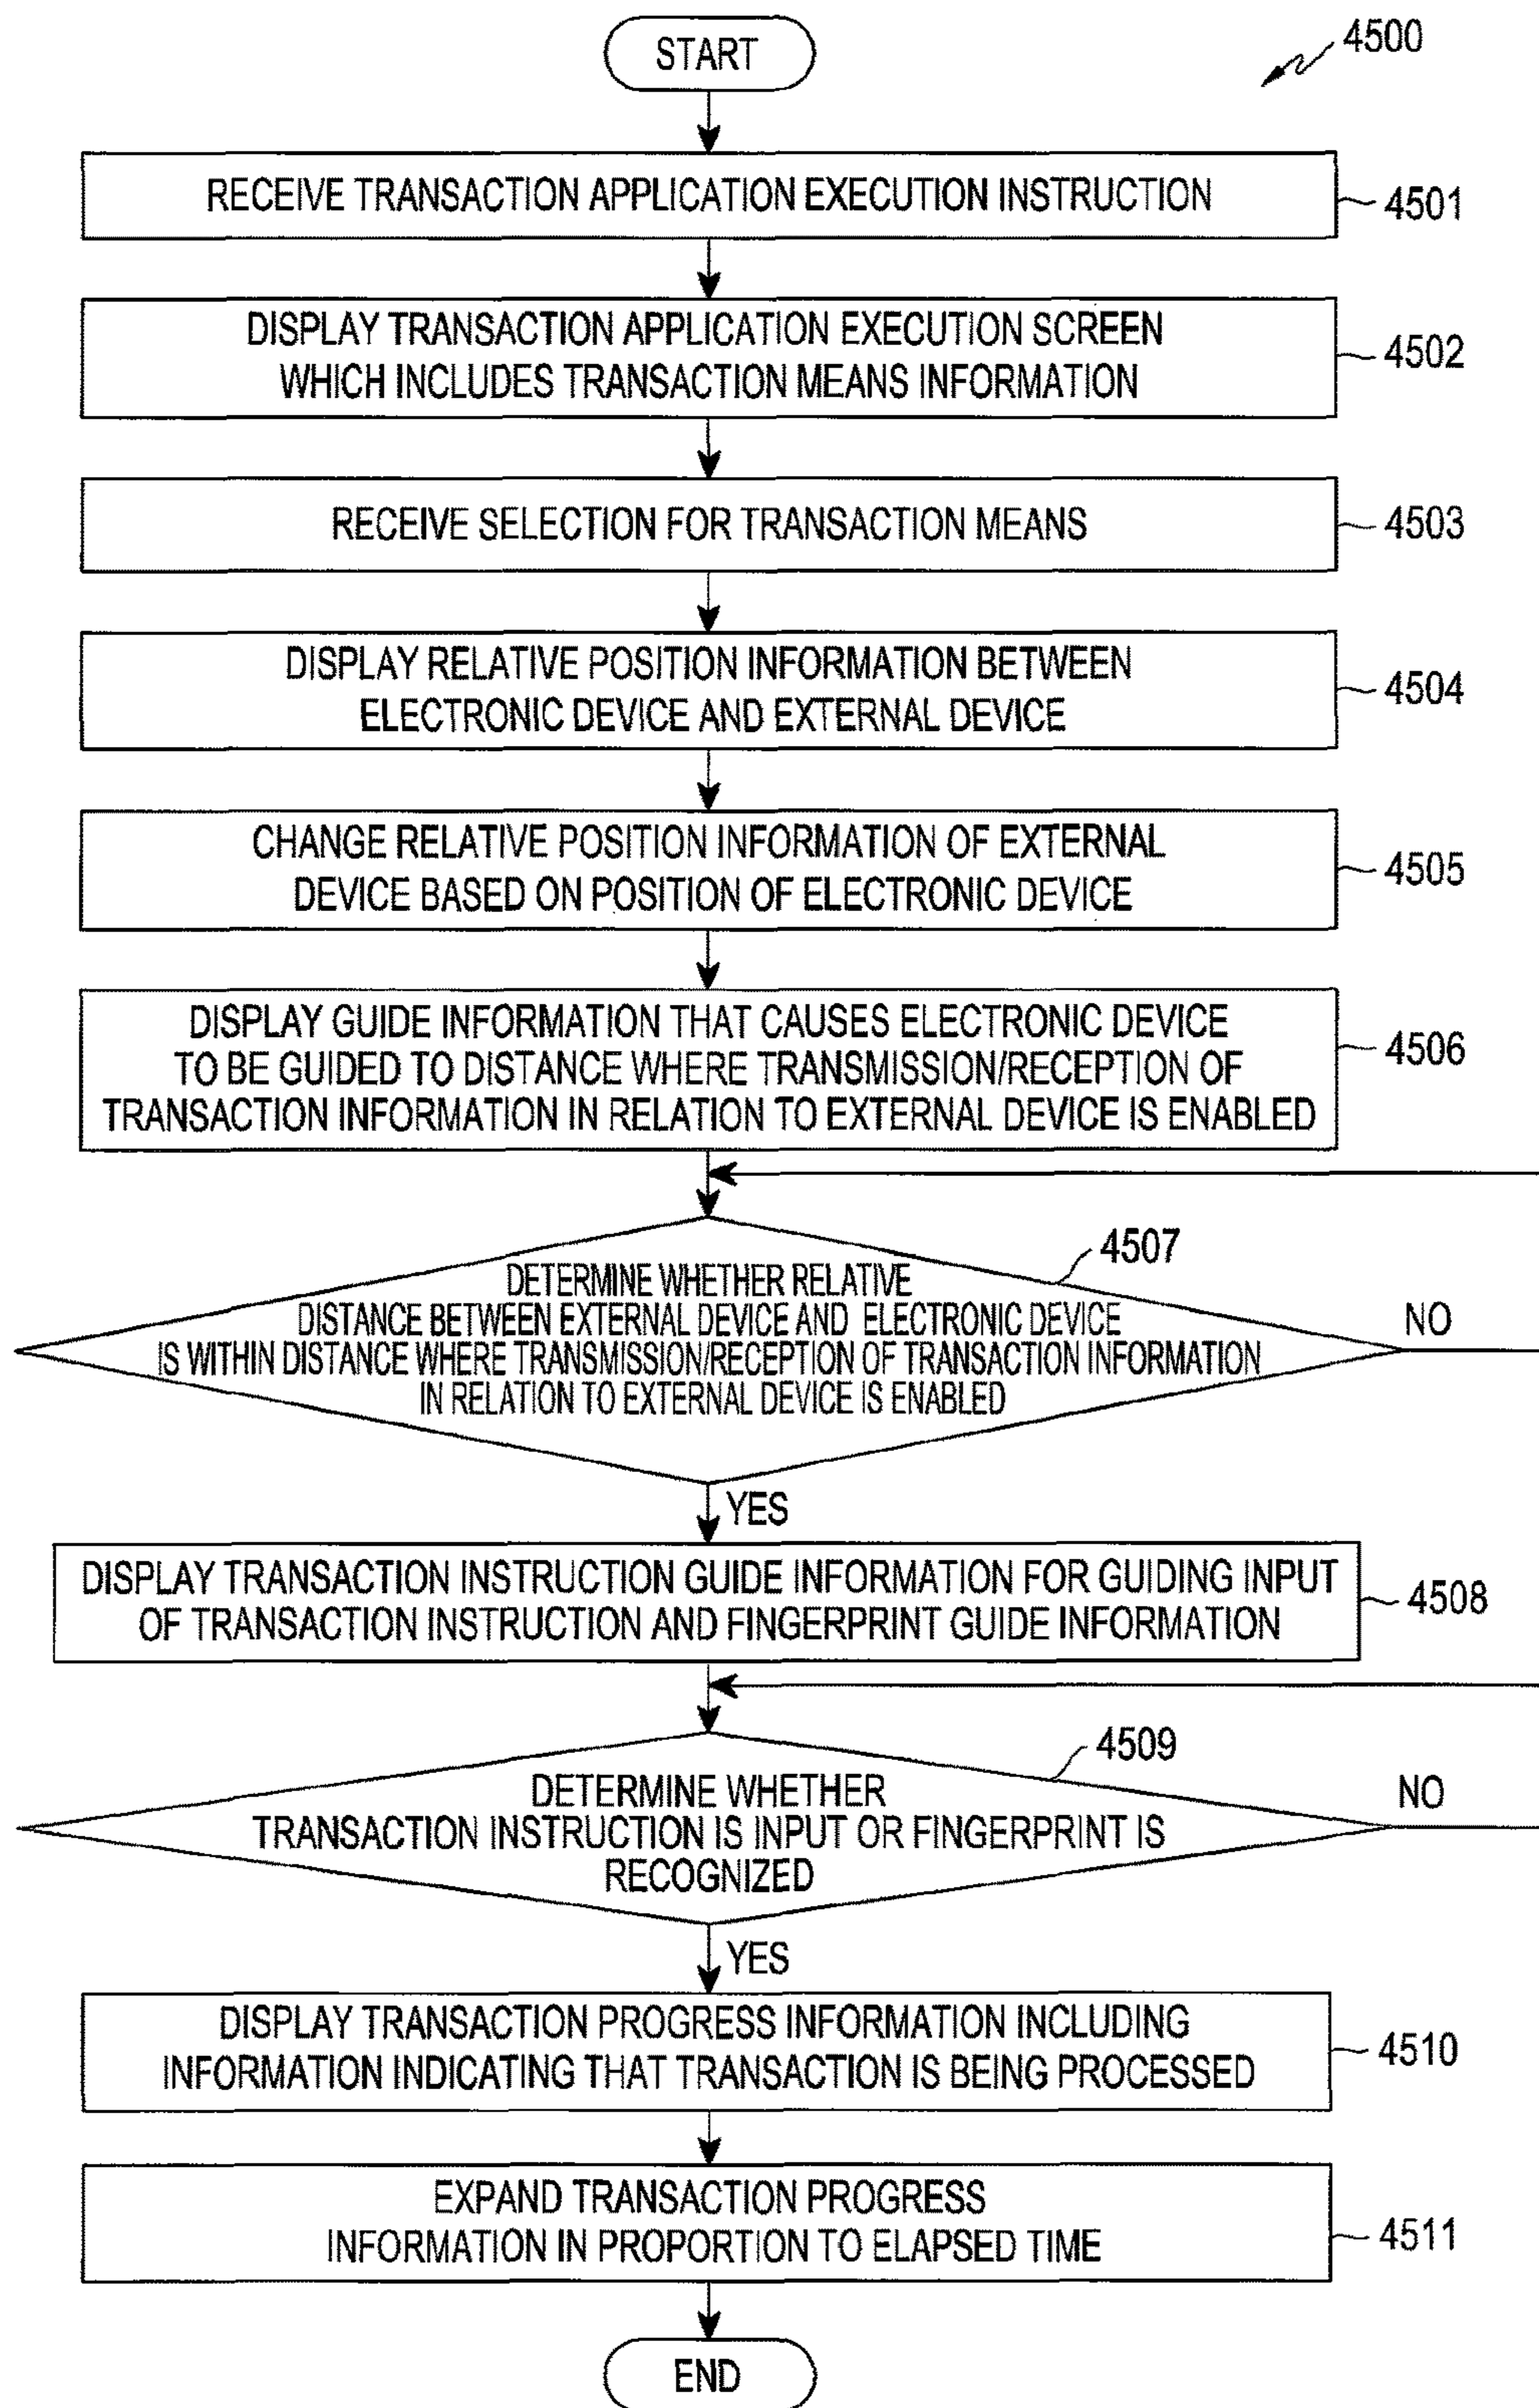 START
4500
RECEIVE TRANSACTION APPLICATION EXECUTION INSTRUCTION
4501
DISPLAY TRANSACTION APPLICATION EXECUTION SCREEN
WHICH INCLUDES TRANSACTION MEANS INFORMATION
4502
RECEIVE SELECTION FOR TRANSACTION MEANS
4503
DISPLAY RELATIVE POSITION INFORMATION BETWEEN
ELECTRONIC DEVICE AND EXTERNAL DEVICE
4504
CHANGE RELATIVE POSITION INFORMATION OF EXTERNAL
DEVICE BASED ON POSITION OF ELECTRONIC DEVICE
4505
DISPLAY GUIDE INFORMATION THAT CAUSES ELECTRONIC DEVICE
TO BE GUIDED TO DISTANCE WHERE TRANSMISSION/RECEPTION OF
TRANSACTION INFORMATION IN RELATION TO EXTERNAL DEVICE IS ENABLED
4506
4507
DETERMINE WHETHER RELATIVE
DISTANCE BETWEEN EXTERNAL DEVICE AND ELECTRONIC DEVICE
IS WITHIN DISTANCE WHERE TRANSMISSION/RECEPTION OF TRANSACTION INFORMATION
IN RELATION TO EXTERNAL DEVICE IS ENABLED
NO
YES
DISPLAY TRANSACTION INSTRUCTION GUIDE INFORMATION FOR GUIDING INPUT
OF TRANSACTION INSTRUCTION AND FINGERPRINT GUIDE INFORMATION
4508
4509
DETERMINE WHETHER
TRANSACTION INSTRUCTION IS INPUT OR FINGERPRINT IS
RECOGNIZED
NO
YES
DISPLAY TRANSACTION PROGRESS INFORMATION INCLUDING
INFORMATION INDICATING THAT TRANSACTION IS BEING PROCESSED
4510
EXPAND TRANSACTION PROGRESS
INFORMATION IN PROPORTION TO ELAPSED TIME
4511
END